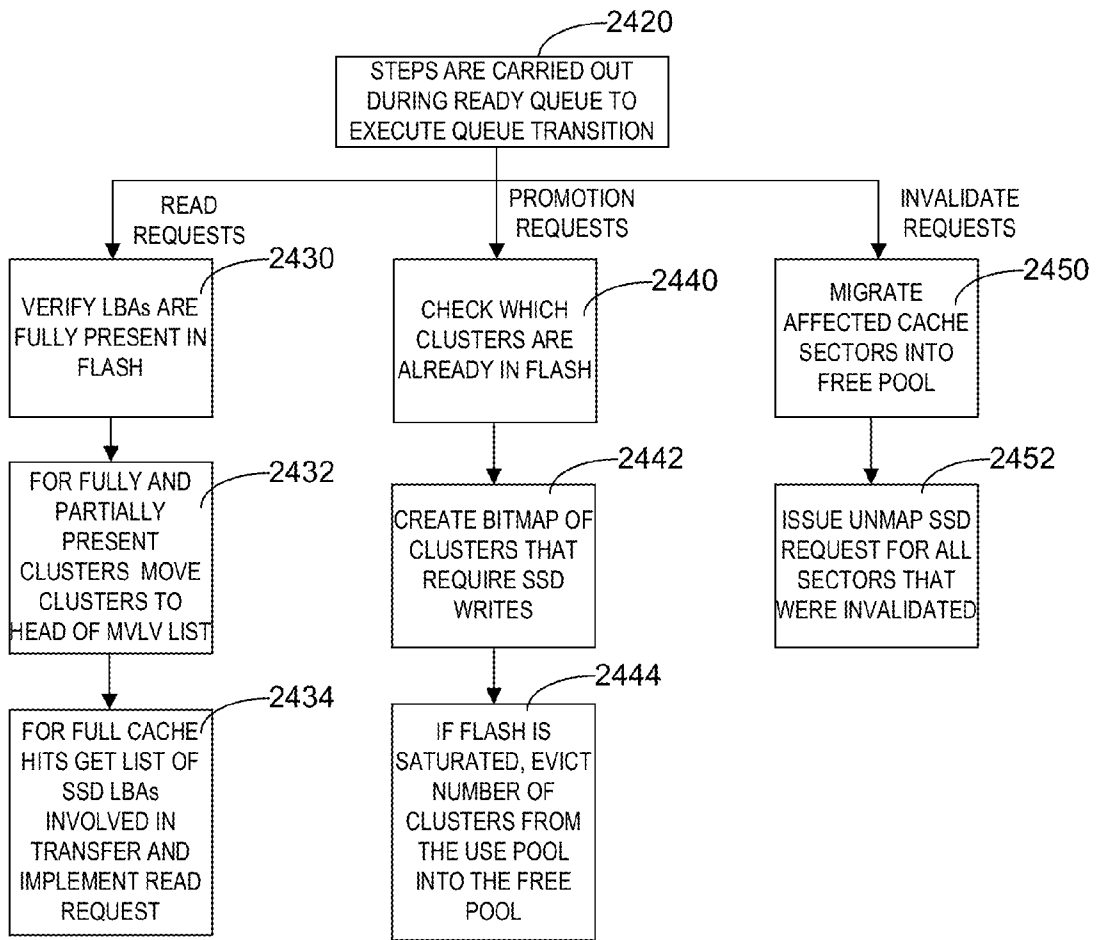 2420
STEPS ARE CARRIED OUT
DURING READY QUEUE TO
EXECUTE QUEUE TRANSITION
READ
REQUESTS
PROMOTION
REQUESTS
INVALIDATE
REQUESTS
2430
VERIFY LBAs ARE
FULLY PRESENT IN
FLASH
2440
CHECK WHICH
CLUSTERS ARE
ALREADY IN FLASH
2450
MIGRATE
AFFECTED CACHE
SECTORS INTO
FREE POOL
2432
FOR FULLY AND
PARTIALLY
PRESENT
CLUSTERS MOVE
CLUSTERS TO
HEAD OF MVLV LIST
2442
CREATE BITMAP OF
CLUSTERS THAT
REQUIRE SSD
WRITES
2452
ISSUE UNMAP SSD
REQUEST FOR ALL
SECTORS THAT
WERE INVALIDATED
2434
FOR FULL CACHE
HITS GET LIST OF
SSD LBAs
INVOLVED IN
TRANSFER AND
IMPLEMENT READ
REQUEST
2444
IF FLASH IS
SATURATED, EVICT
NUMBER OF
CLUSTERS FROM
THE USE POOL
INTO THE FREE
POOL